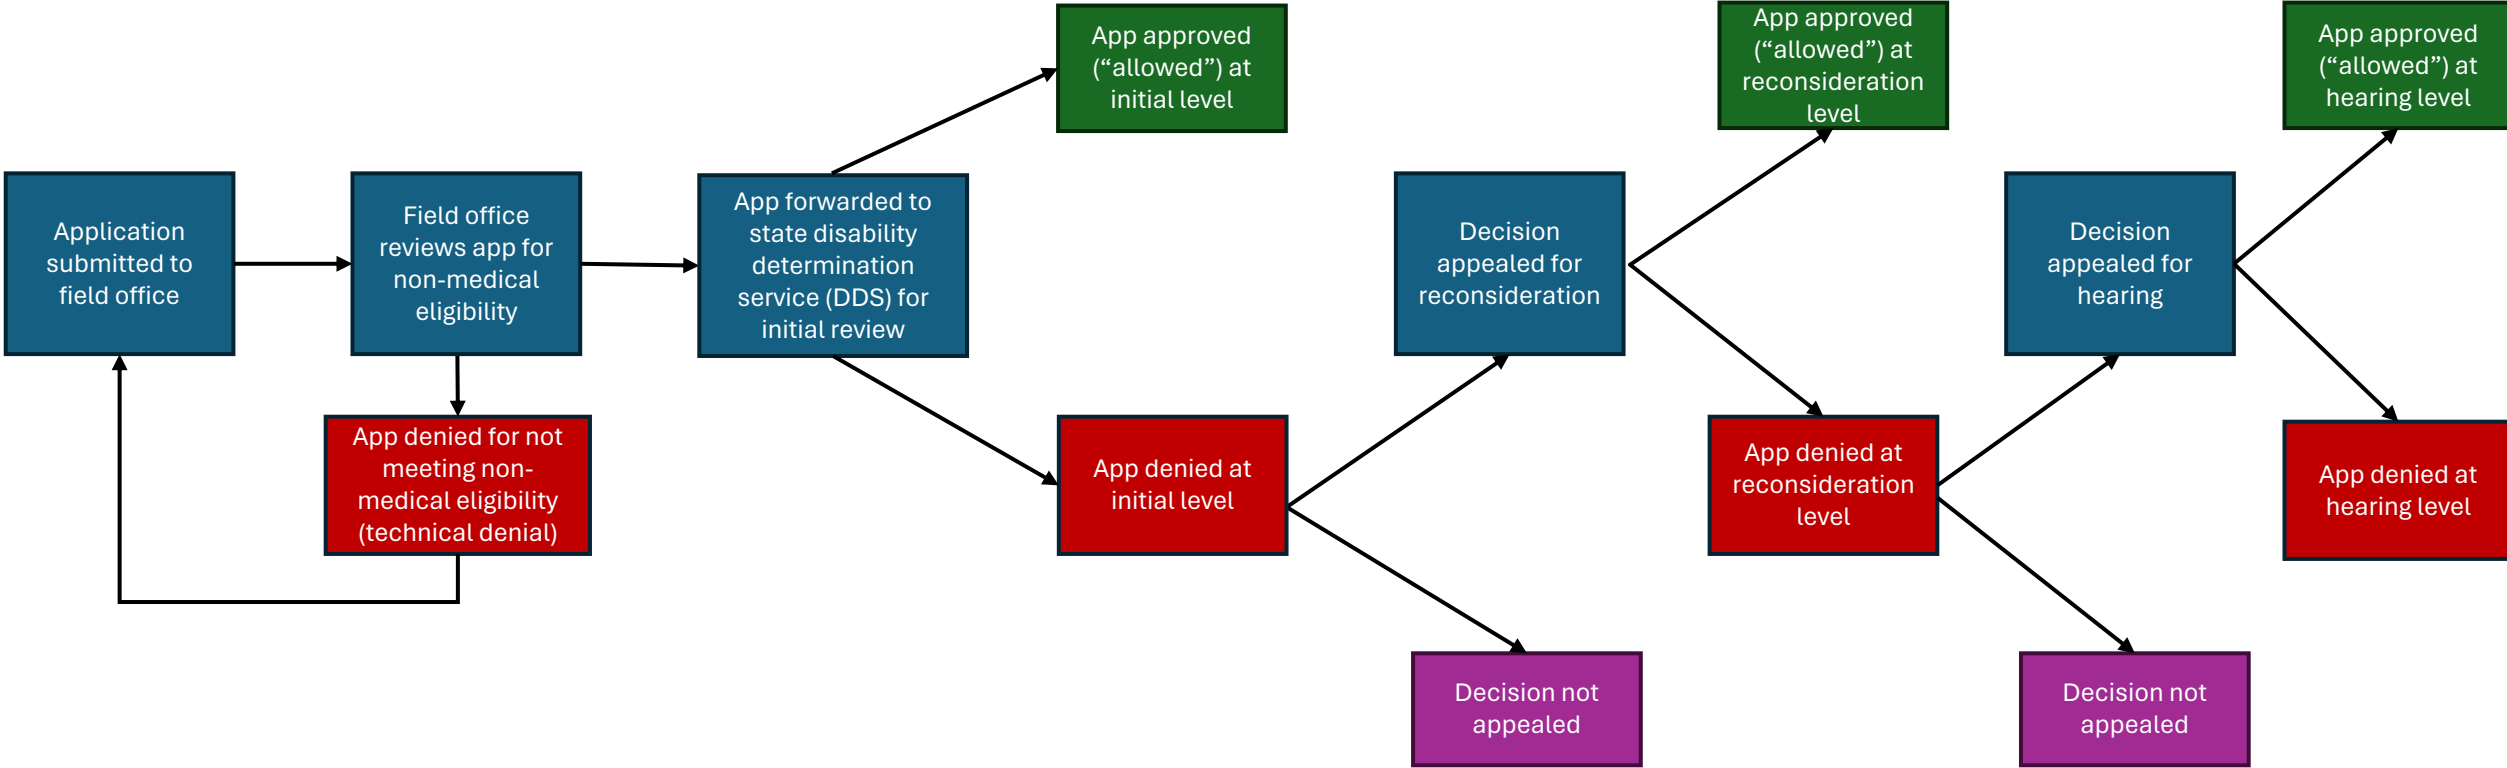 Application
submitted to
field office
Field office
reviews app for
non-medical
eligibility
App denied for not
meeting non-
medical eligibility
(technical denial)
App forwarded to
state disability
determination
service (DDS) for
initial review
App approved
(“allowed”) at
initial level
App denied at
initial level
Decision
appealed for
reconsideration
Decision not
appealed
App approved
(“allowed”) at
reconsideration
level
App denied at
reconsideration
level
Decision
appealed for
hearing
Decision not
appealed
App approved
(“allowed”) at
hearing level
App denied at
hearing level